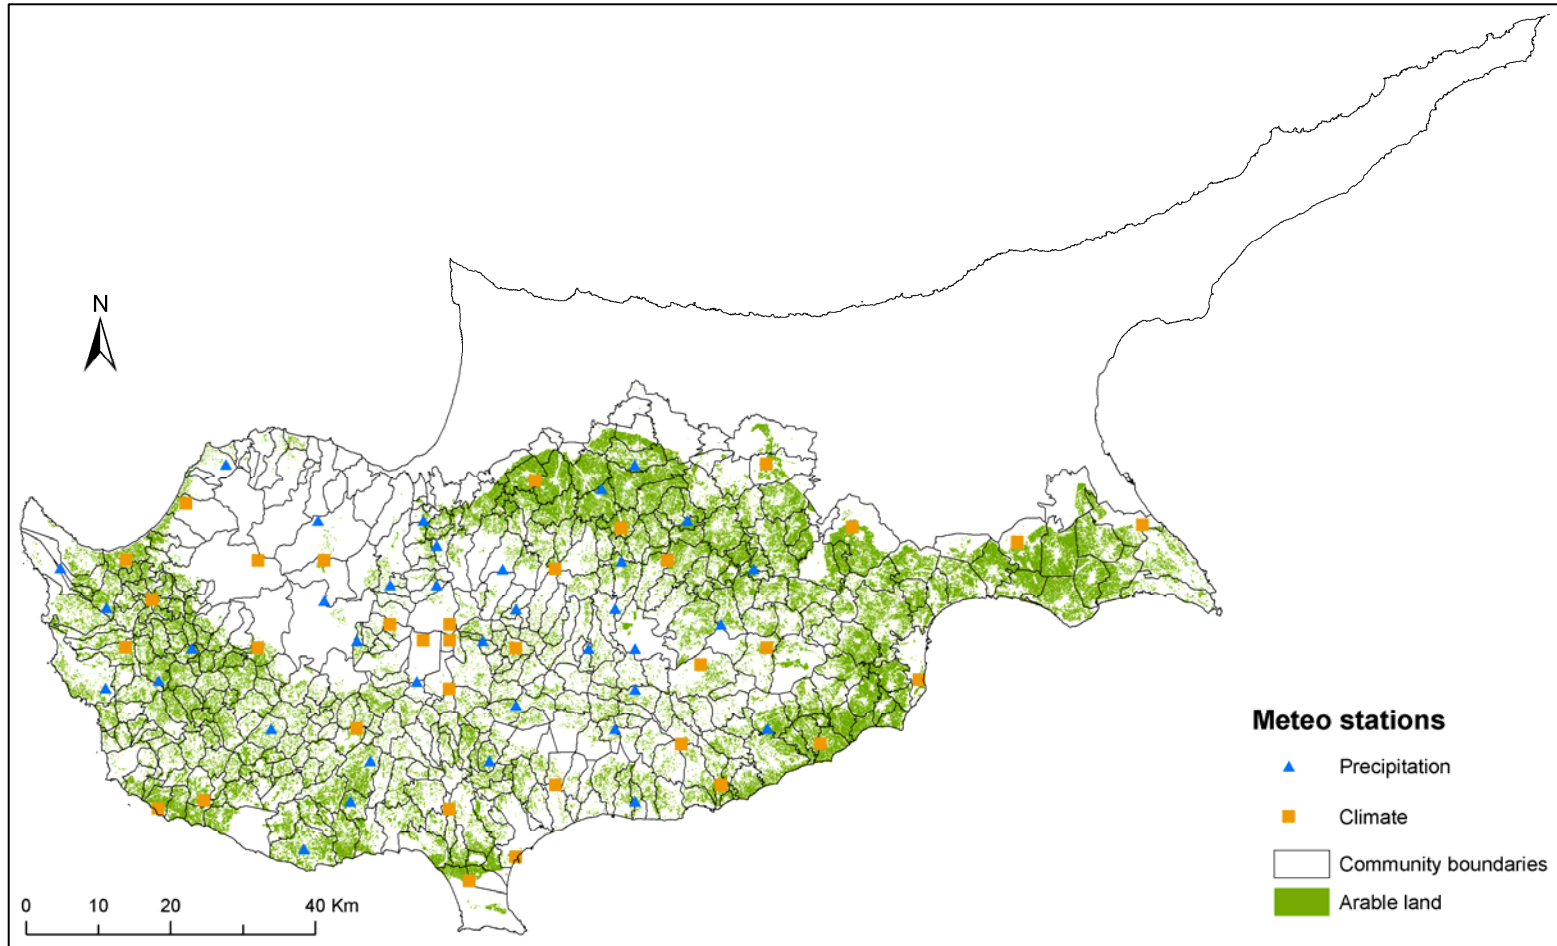 N
Meteo stations
Precipitation
Climate
Community boundaries
Arable land
0 10 20 40 Km